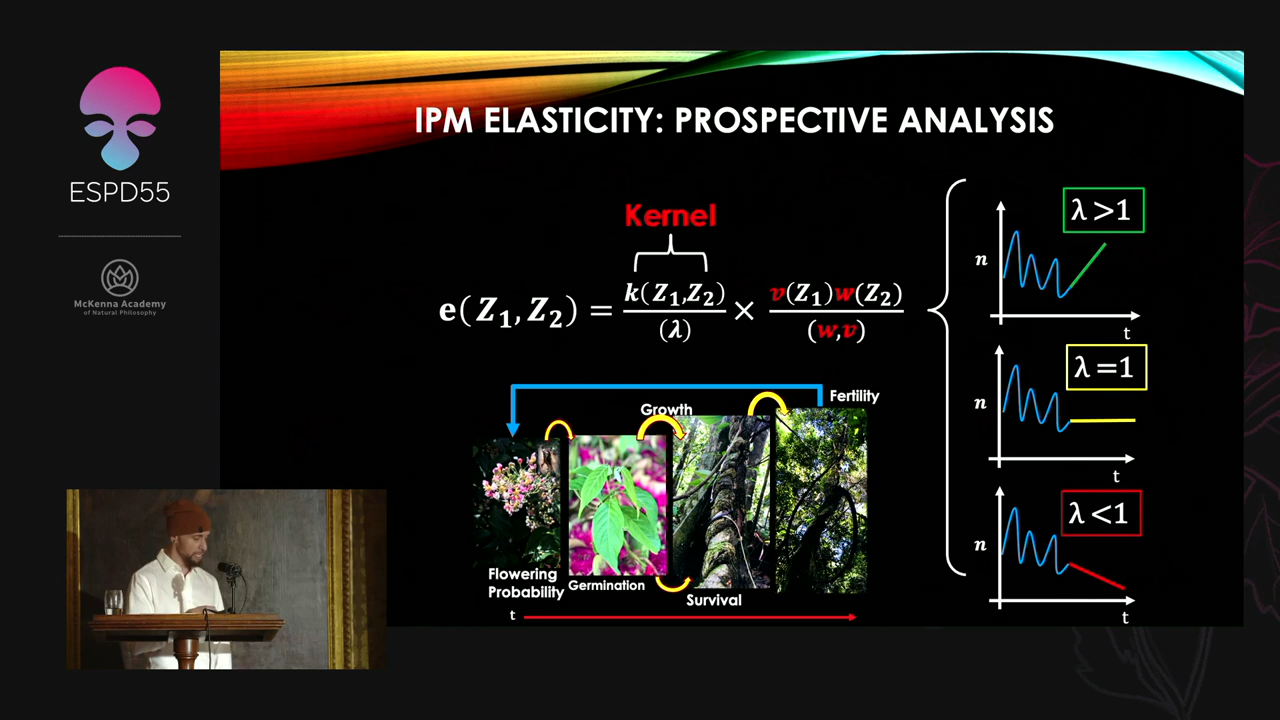 ESPD55
McKenna Academy
of Natural Philosophy
IPM ELASTICITY: PROSPECTIVE ANALYSIS
Kernel
e(Z₁,Z₂) = k(Z₁,Z₂)/(λ) × v(Z₁)w(Z₂)/(w,v)
λ>1
n
t
λ=1
n
t
λ<1
n
t
Growth
Fertility
Flowering
Probability
Germination
Survival
t